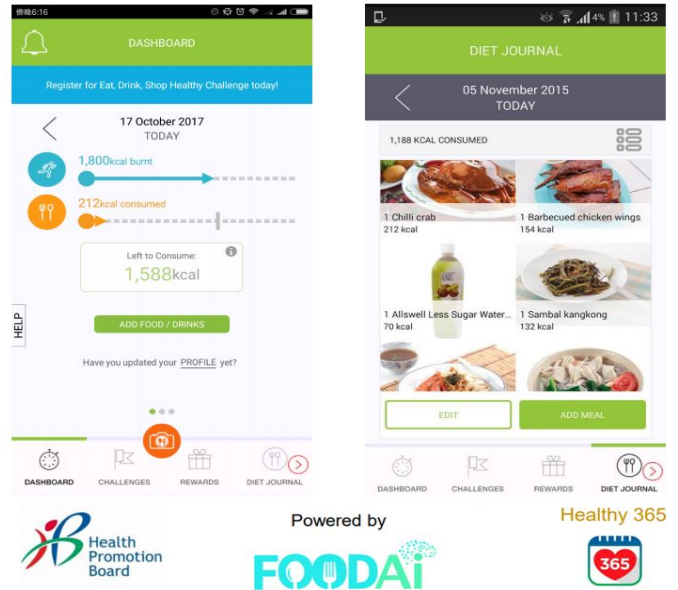 傍晚6:16
DASHBOARD
Register for Eat, Drink, Shop Healthy Challenge today!
17 October 2017
TODAY
1,800kcal burnt
212kcal consumed
Left to Consume:
1,588kcal
HELP
ADD FOOD / DRINKS
Have you updated your PROFILE yet?
DASHBOARD
CHALLENGES
REWARDS
DIET JOURNAL
4% 11:33
DIET JOURNAL
05 November 2015
TODAY
1,188 KCAL CONSUMED
1 Chilli crab
212 kcal
1 Barbecued chicken wings
154 kcal
1 Allswell Less Sugar Water...
70 kcal
1 Sambal kangkong
132 kcal
EDIT
ADD MEAL
DASHBOARD
CHALLENGES
REWARDS
DIET JOURNAL
Health
Promotion
Board
Powered by
FOODAi
Healthy 365
365